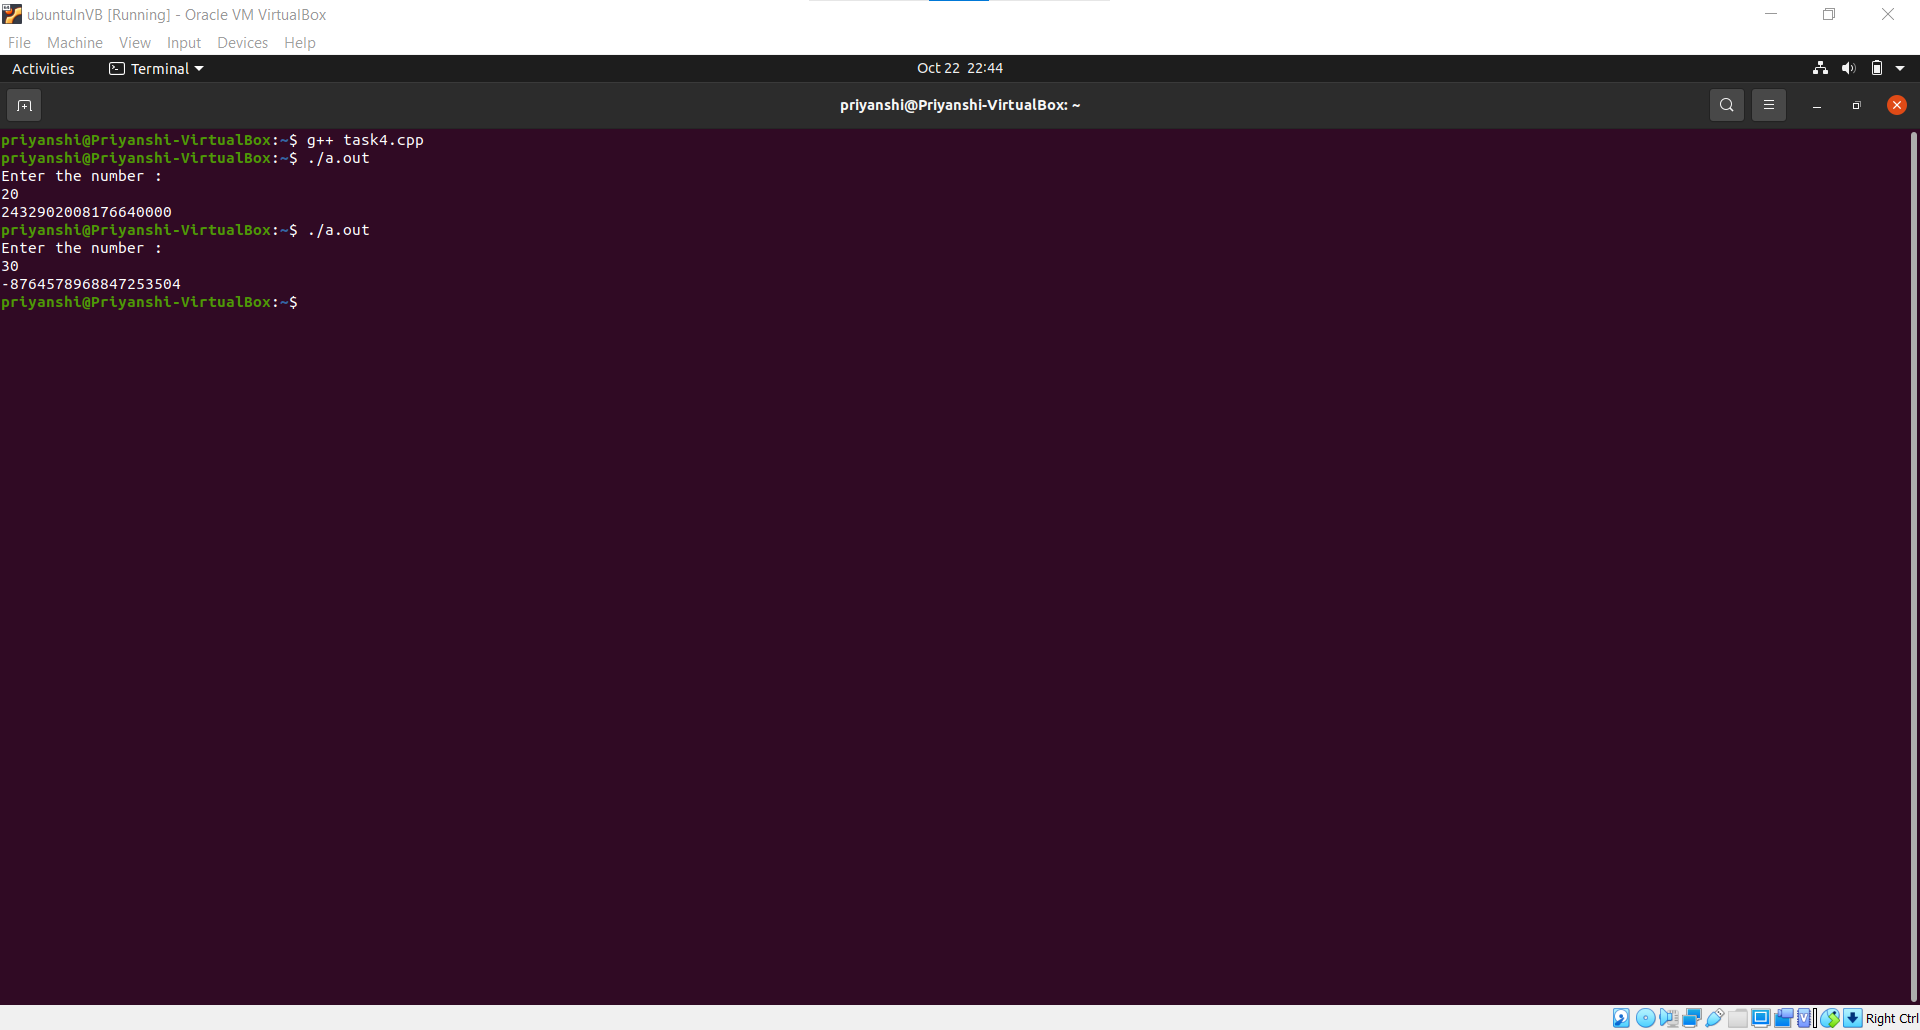 ubuntuInVB [Running] - Oracle VM VirtualBox
File Machine View Input Devices Help
Activities Terminal Oct 22 22:44
priyanshi@Priyanshi-VirtualBox: ~
priyanshi@Priyanshi-VirtualBox:~$ g++ task4.cpp
priyanshi@Priyanshi-VirtualBox:~$ ./a.out
Enter the number :
20
2432902008176640000
priyanshi@Priyanshi-VirtualBox:~$ ./a.out
Enter the number :
30
-8764578968847253504
priyanshi@Priyanshi-VirtualBox:~$
Right Ctrl